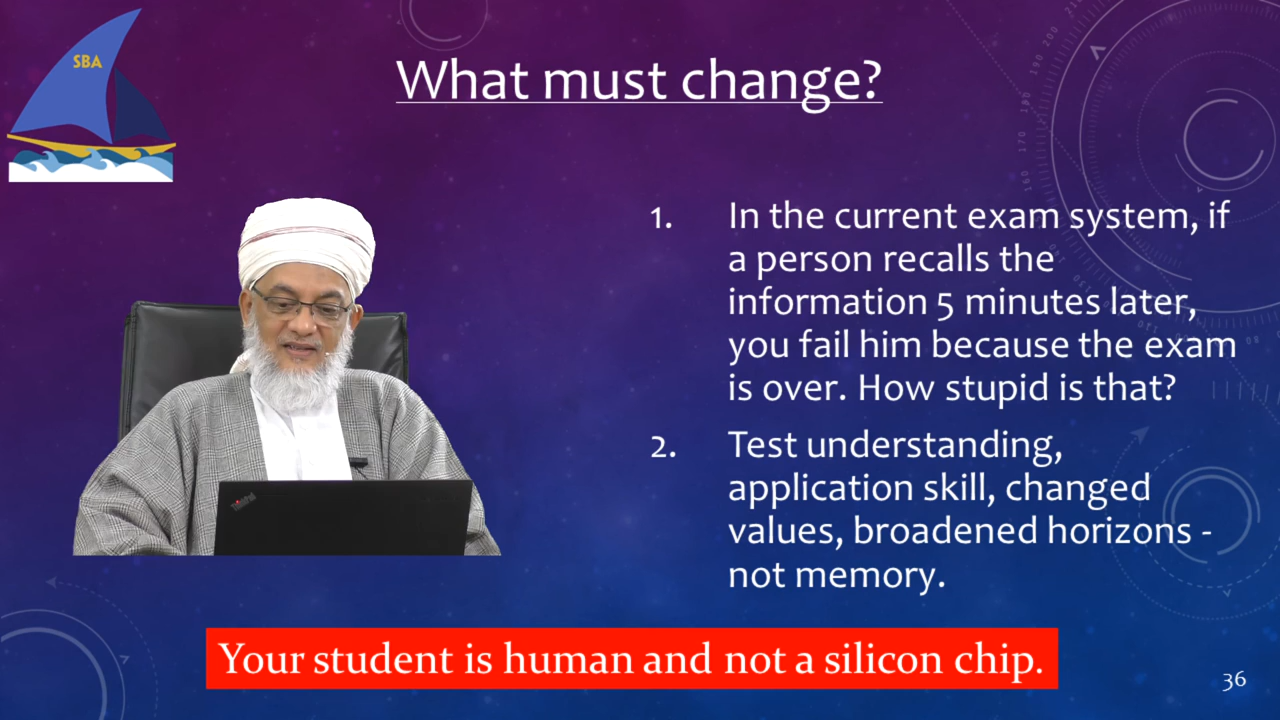 SBA
What must change?
1. In the current exam system, if
a person recalls the
information 5 minutes later,
you fail him because the exam
is over. How stupid is that?
2. Test understanding,
application skill, changed
values, broadened horizons -
not memory.
Your student is human and not a silicon chip.
36